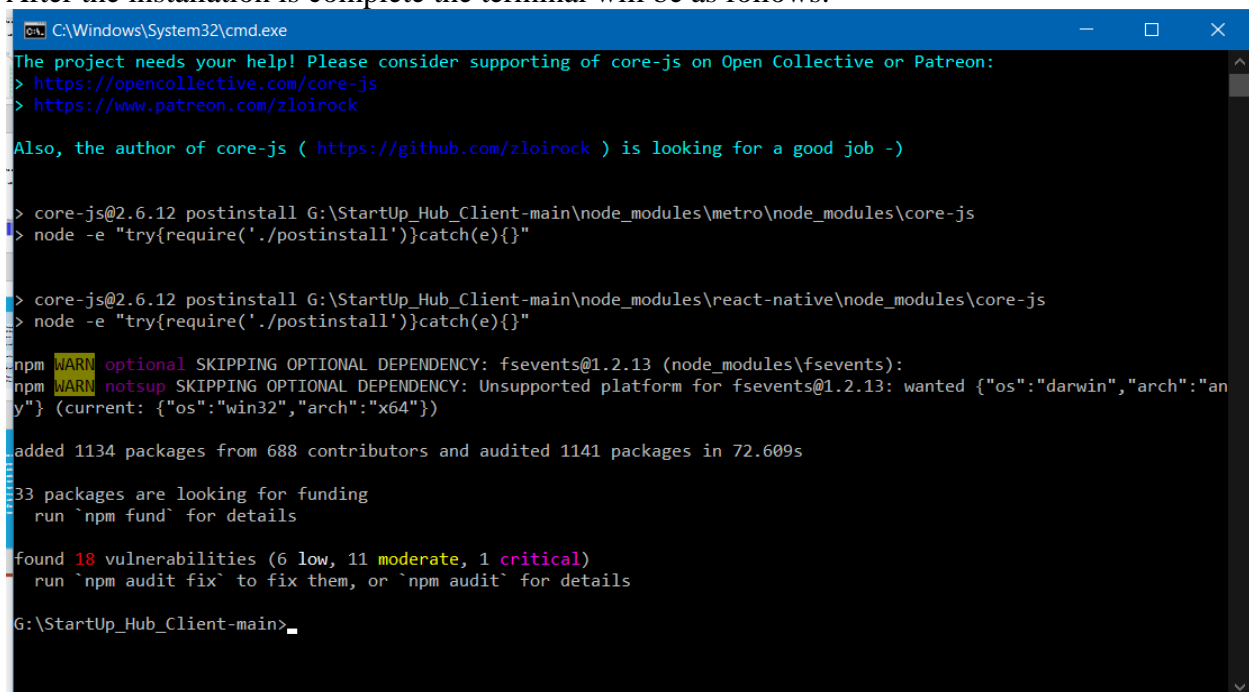 After the installation is complete the terminal will be as follows:
C:\Windows\System32\cmd.exe
The project needs your help! Please consider supporting of core-js on Open Collective or Patreon:
> https://opencollective.com/core-js
> https://www.patreon.com/zloirock
Also, the author of core-js ( https://github.com/zloirock ) is looking for a good job -)
> core-js@2.6.12 postinstall G:\StartUp_Hub_Client-main\node_modules\metro\node_modules\core-js
> node -e "try{require('./postinstall')}catch(e){}"
> core-js@2.6.12 postinstall G:\StartUp_Hub_Client-main\node_modules\react-native\node_modules\core-js
> node -e "try{require('./postinstall')}catch(e){}"
npm WARN optional SKIPPING OPTIONAL DEPENDENCY: fsevents@1.2.13 (node_modules\fsevents):
npm WARN notsup SKIPPING OPTIONAL DEPENDENCY: Unsupported platform for fsevents@1.2.13: wanted {"os":"darwin","arch":"an
y"} (current: {"os":"win32","arch":"x64"})
added 1134 packages from 688 contributors and audited 1141 packages in 72.609s
33 packages are looking for funding
run `npm fund` for details
found 18 vulnerabilities (6 low, 11 moderate, 1 critical)
run `npm audit fix` to fix them, or `npm audit` for details
G:\StartUp_Hub_Client-main>